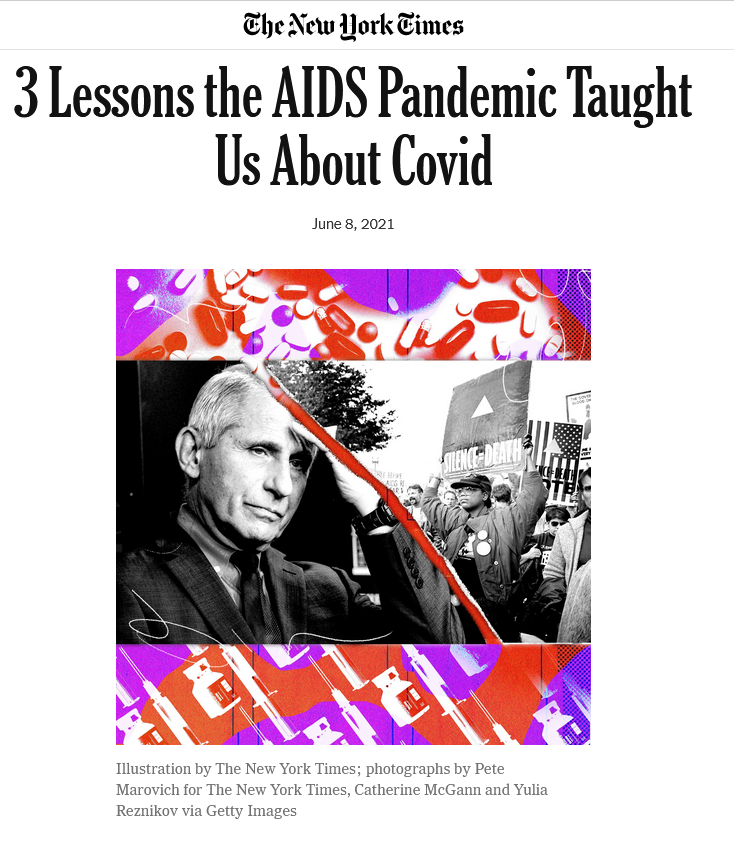 The New York Times
3 Lessons the AIDS Pandemic Taught
Us About Covid
June 8, 2021
SILENCE=DEATH
Illustration by The New York Times; photographs by Pete
Marovich for The New York Times, Catherine McGann and Yulia
Reznikov via Getty Images